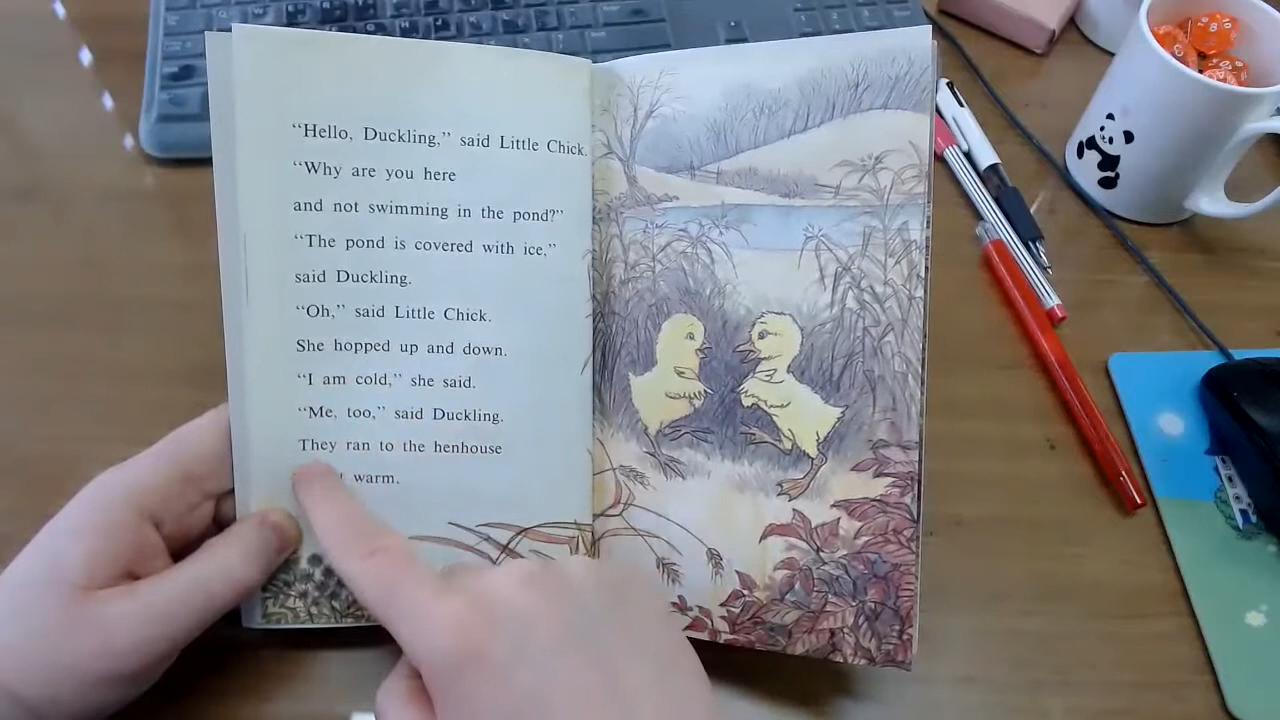 “Hello, Duckling,” said Little Chick.
“Why are you here
and not swimming in the pond?”
“The pond is covered with ice,”
said Duckling.
“Oh,” said Little Chick.
She hopped up and down.
“I am cold,” she said.
“Me, too,” said Duckling.
They ran to the henhouse
warm.